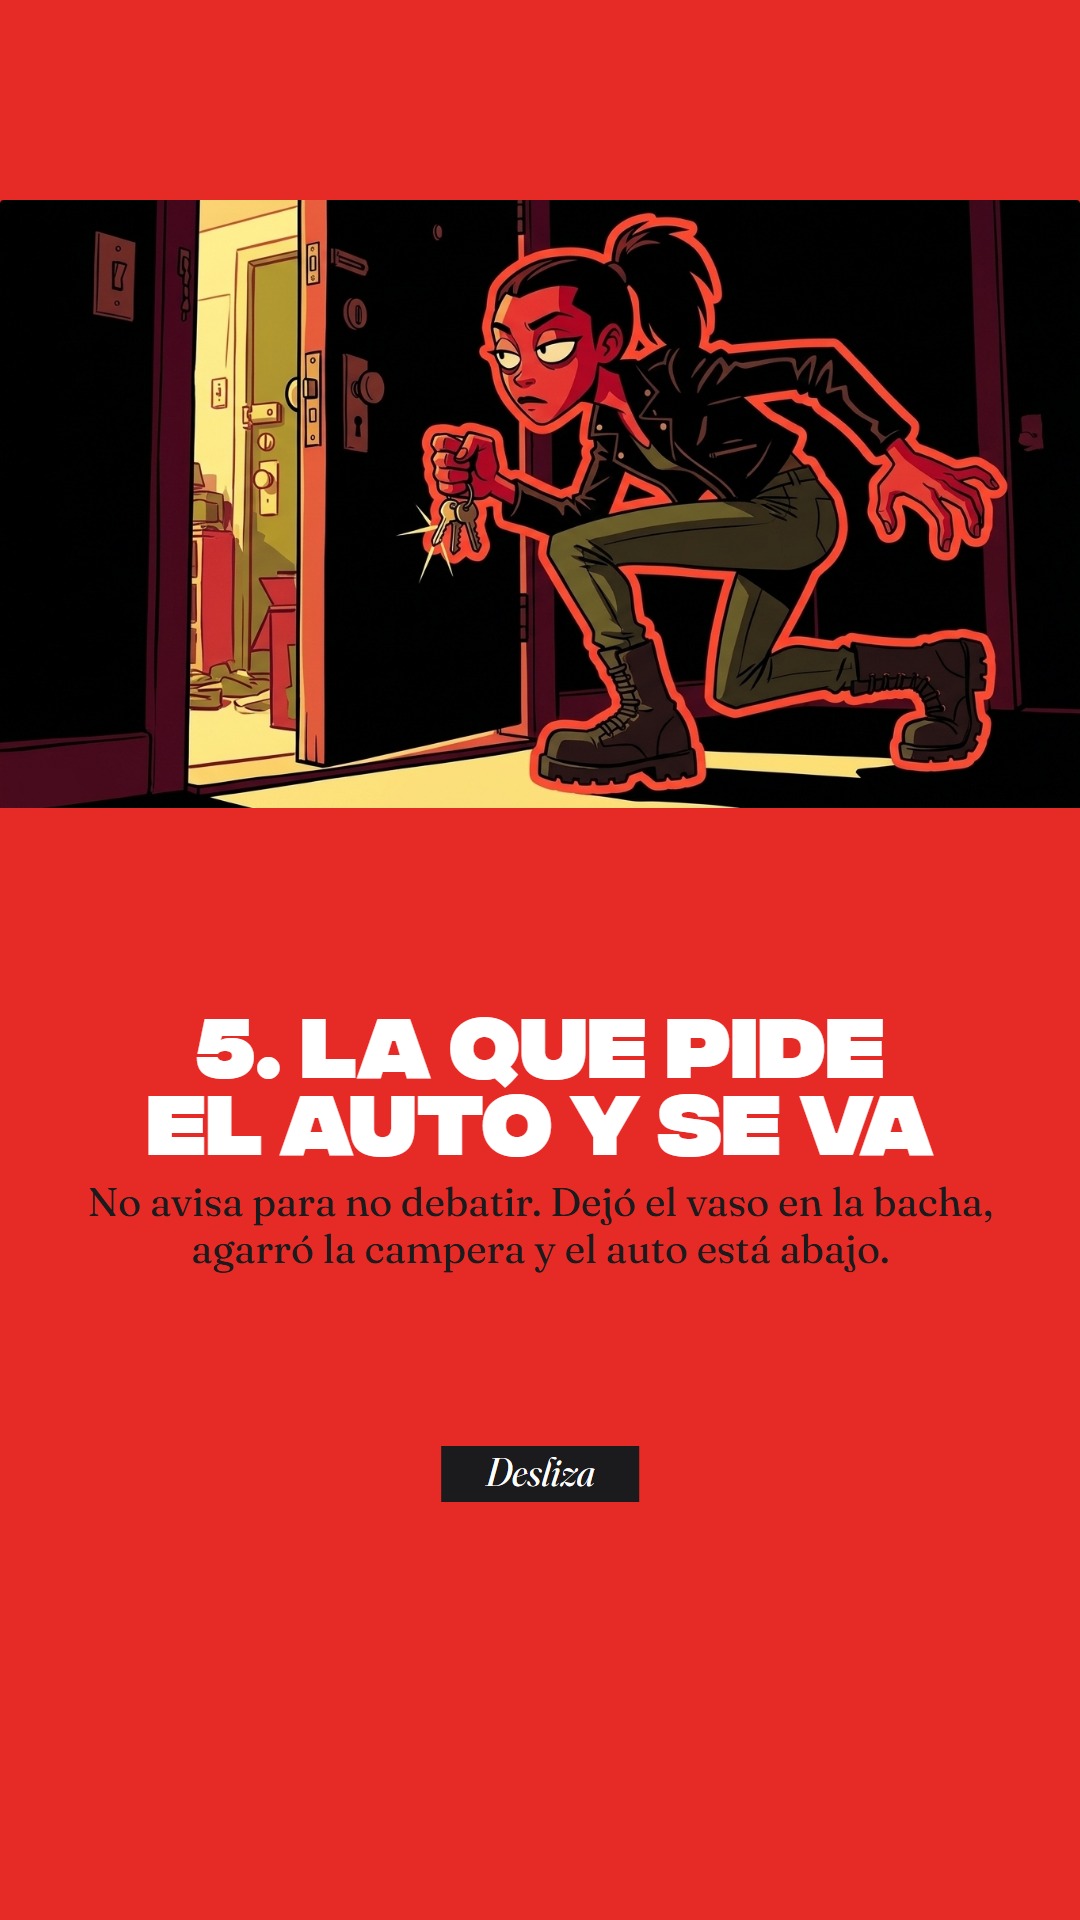 5. LA QUE PIDE
EL AUTO Y SE VA
No avisa para no debatir. Dejó el vaso en la bacha,
agarró la campera y el auto está abajo.
Desliza